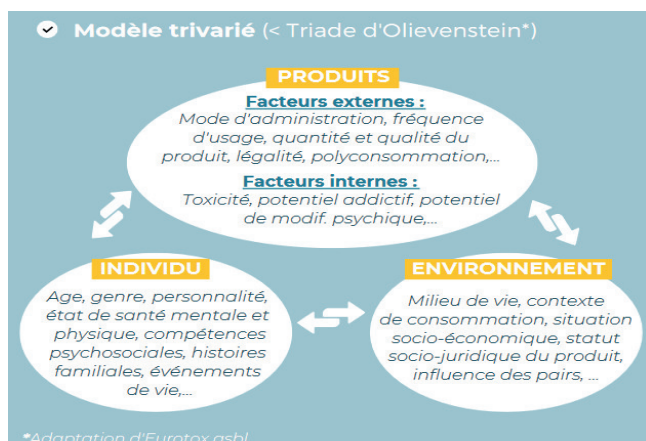 Modèle trivarié (< Triade d'Olievenstein*)
PRODUITS
Facteurs externes :
Mode d'administration, fréquence
d'usage, quantité et qualité du
produit, légalité, polyconsommation,...
Facteurs internes :
Toxicité, potentiel addictif, potentiel
de modif. psychique,...
INDIVIDU
Age, genre, personnalité,
état de santé mentale et
physique, compétences
psychosociales, histoires
familiales, événements
de vie,...
ENVIRONNEMENT
Milieu de vie, contexte
de consommation, situation
socio-économique, statut
socio-juridique du produit,
influence des pairs, ...
*Adaptation d'Eurotox asbl